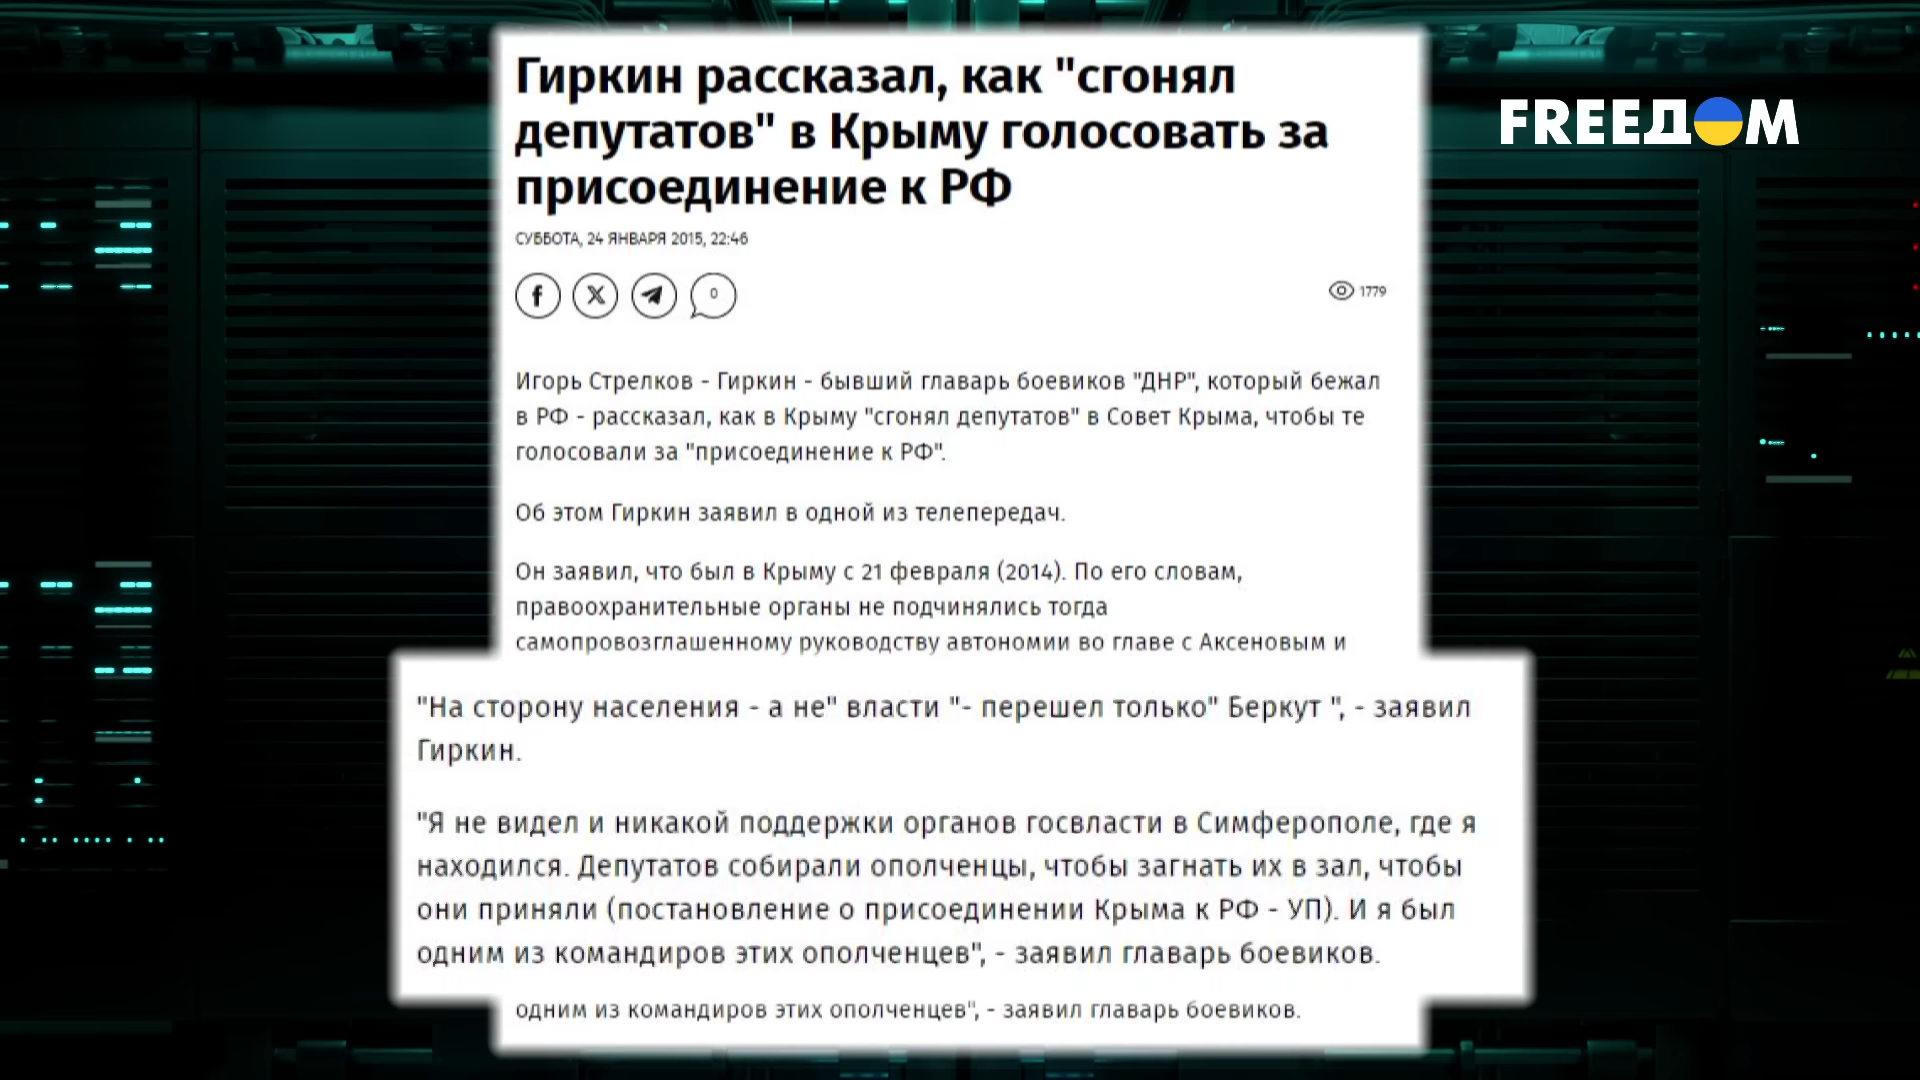 Гиркин рассказал, как "сгонял
депутатов" в Крыму голосовать за
присоединение к РФ
FREEДOM
СУББОТА, 24 ЯНВАРЯ 2015, 22:46
0
1779
Игорь Стрелков - Гиркин - бывший главарь боевиков "ДНР", который бежал
в РФ - рассказал, как в Крыму "сгонял депутатов" в Совет Крыма, чтобы те
голосовали за "присоединение к РФ".
Об этом Гиркин заявил в одной из телепередач.
Он заявил, что был в Крыму с 21 февраля (2014). По его словам,
правоохранительные органы не подчинялись тогда
самопровозглашенному руководству автономии во главе с Аксеновым и
"На сторону населения - а не" власти "- перешел только" Беркут ", - заявил
Гиркин.
"Я не видел и никакой поддержки органов госвласти в Симферополе, где я
находился. Депутатов собирали ополченцы, чтобы загнать их в зал, чтобы
они приняли (постановление о присоединении Крыма к РФ - УП). И я был
одним из командиров этих ополченцев", - заявил главарь боевиков.
одним из командиров этих ополченцев", - заявил главарь боевиков.